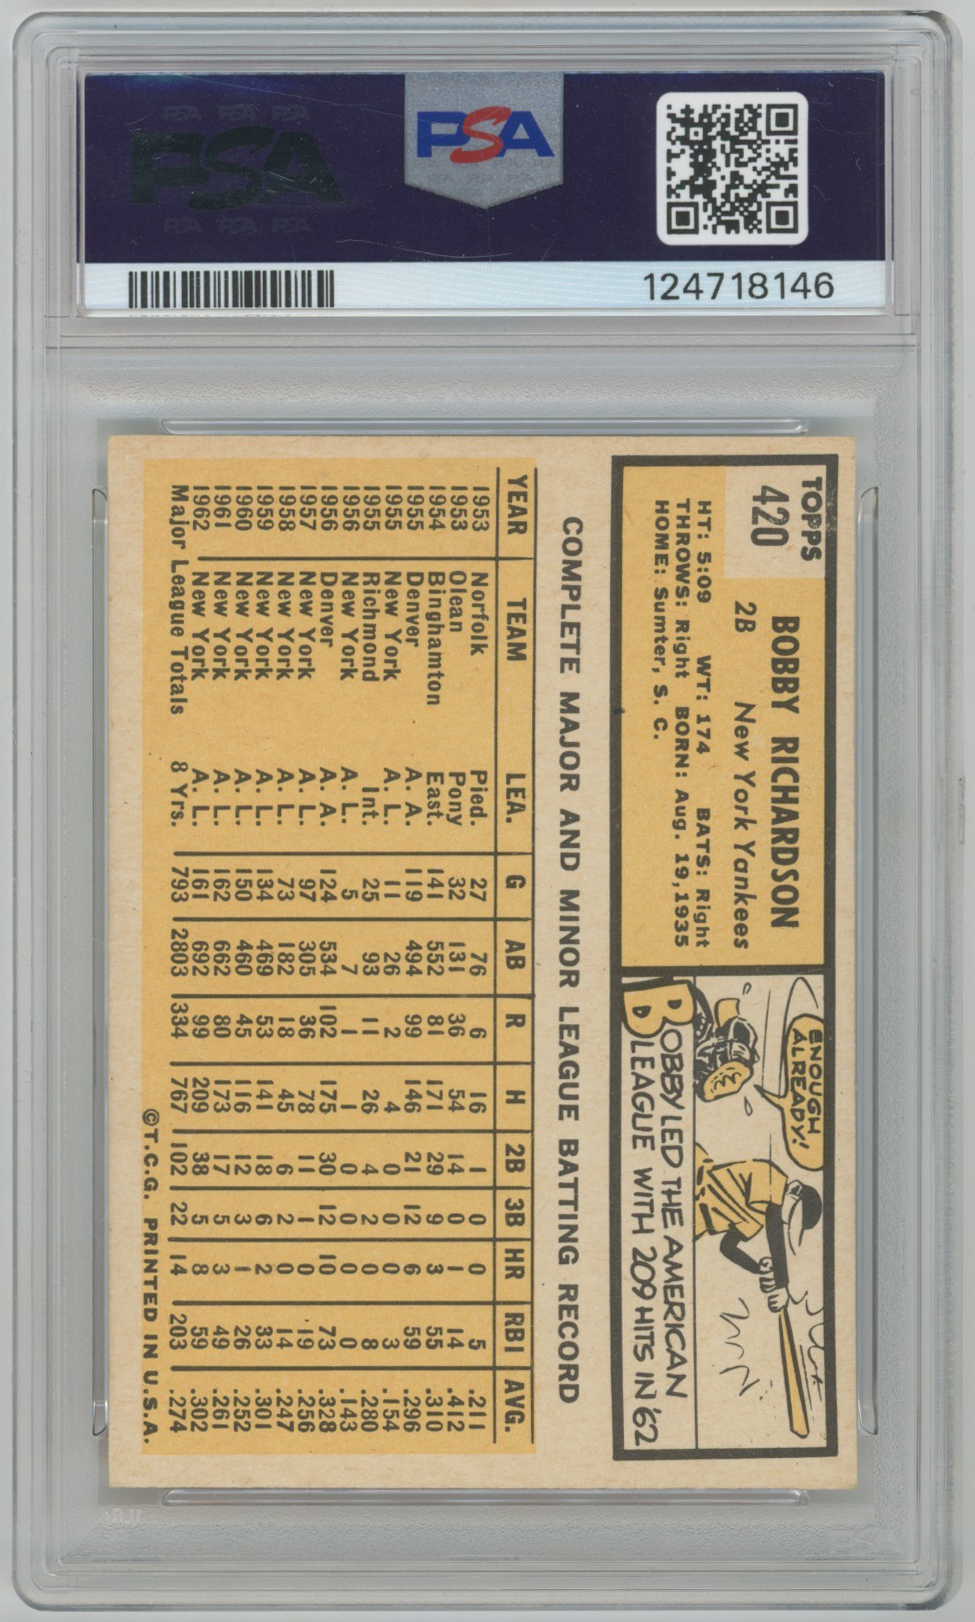 PSA PSA PSA
PSA
PSA PSA PSA
PSA
PSA PSA PSA
124718146
TOPPS
420
BOBBY RICHARDSON
2B New York Yankees
HT: 5:09 WT: 174 BATS: Right
THROWS: Right BORN: Aug. 19, 1935
HOME: Sumter, S. C.
ENOUGH
ALREADY!
BOBBY LED THE AMERICAN
LEAGUE WITH 209 HITS IN '62
COMPLETE MAJOR AND MINOR LEAGUE BATTING RECORD
YEAR TEAM LEA. G AB R H 2B 3B HR RBI AVG.
1953 Norfolk Pied. 27 76 6 16 1 0 0 5 .211
1953 Olean Pony 32 131 36 54 14 0 1 14 .412
1954 Binghamton East. 141 552 81 171 29 9 3 55 .310
1955 Denver A. A. 119 494 99 146 21 12 6 59 .296
1955 New York A. L. 11 26 2 4 0 0 0 3 .154
1955 Richmond Int. 25 93 11 26 4 2 0 8 .280
1956 New York A. L. 5 7 1 1 0 0 0 0 .143
1956 Denver A. A. 124 534 102 175 30 12 10 73 .328
1957 New York A. L. 97 305 36 78 11 1 0 19 .256
1958 New York A. L. 73 182 18 45 6 2 0 14 .247
1959 New York A. L. 134 469 53 141 18 6 2 33 .301
1960 New York A. L. 150 460 45 116 12 3 1 26 .252
1961 New York A. L. 162 662 80 173 17 5 3 49 .261
1962 New York A. L. 161 692 99 209 38 5 8 59 .302
Major League Totals 8 Yrs. 793 2803 334 767 102 22 14 203 .274
©T.C.G. PRINTED IN U.S.A.